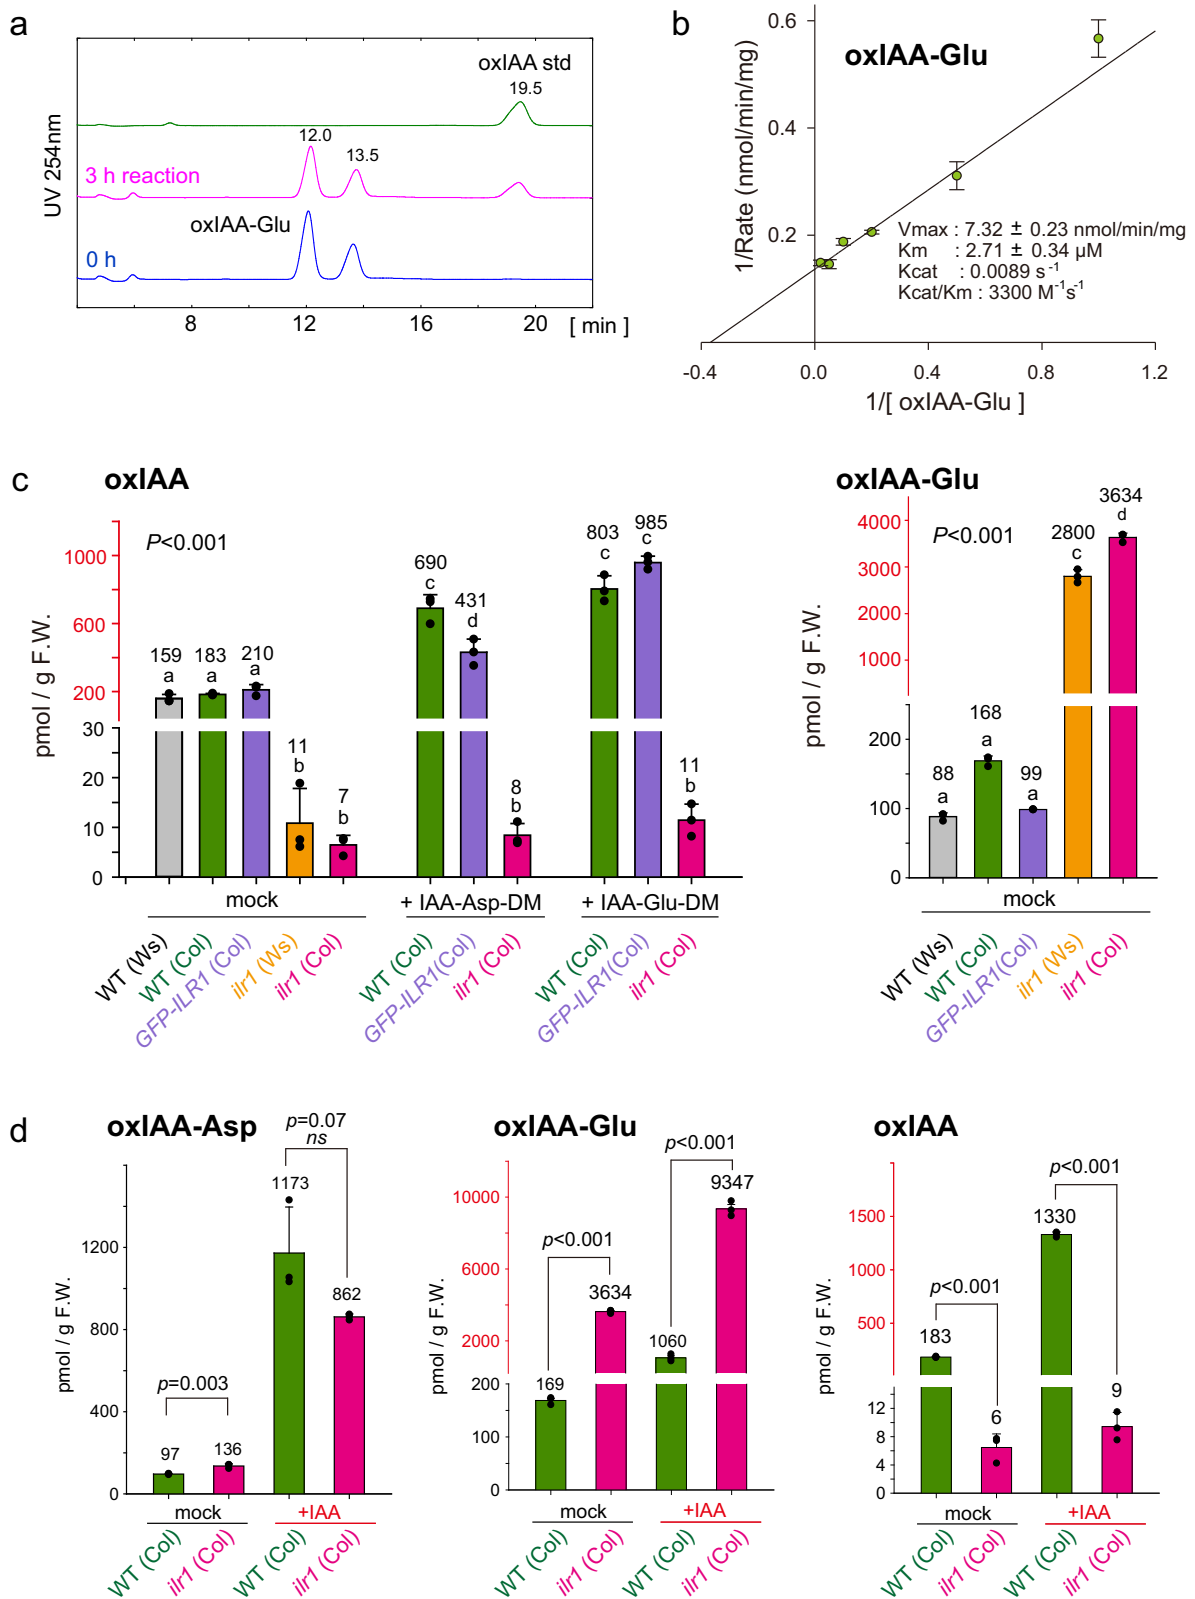 a
oxIAA std
19.5
12.0
13.5
3 h reaction
oxIAA-Glu
0 h
UV 254nm
8 12 16 20 [ min ]
b
oxIAA-Glu
0.6
0.4
0.2
1/Rate (nmol/min/mg)
Vmax : 7.32 ± 0.23 nmol/min/mg
Km : 2.71 ± 0.34 µM
Kcat : 0.0089 s⁻¹
Kcat/Km : 3300 M⁻¹s⁻¹
-0.4 0.0 0.4 0.8 1.2
1/[ oxIAA-Glu ]
c
oxIAA
P<0.001
pmol / g F.W.
1000
600
200
30
20
10
0
159 183 210 11 7
a a a b b
690 431 8
c d b
803 985 11
c c b
mock + IAA-Asp-DM + IAA-Glu-DM
WT (Ws)
WT (Col)
GFP-ILR1 (Col)
ilr1 (Ws)
ilr1 (Col)
WT (Col)
GFP-ILR1(Col)
ilr1 (Col)
WT (Col)
GFP-ILR1(Col)
ilr1 (Col)
oxIAA-Glu
P<0.001
pmol / g F.W.
4000
3000
2000
1000
200
100
0
88 168 99 2800 3634
a a a c d
mock
WT (Ws)
WT (Col)
GFP-ILR1 (Col)
ilr1 (Ws)
ilr1 (Col)
d
oxIAA-Asp
p=0.07
ns
1173
862
p=0.003
97 136
pmol / g F.W.
1200
800
400
0
mock +IAA
WT (Col)
ilr1 (Col)
WT (Col)
ilr1 (Col)
oxIAA-Glu
p<0.001
9347
p<0.001
3634
1060
169
pmol / g F.W.
10000
6000
2000
200
100
0
mock +IAA
WT (Col)
ilr1 (Col)
WT (Col)
ilr1 (Col)
oxIAA
p<0.001
1330
p<0.001
183
6
9
pmol / g F.W.
1500
1000
500
12
8
4
0
mock +IAA
WT (Col)
ilr1 (Col)
WT (Col)
ilr1 (Col)